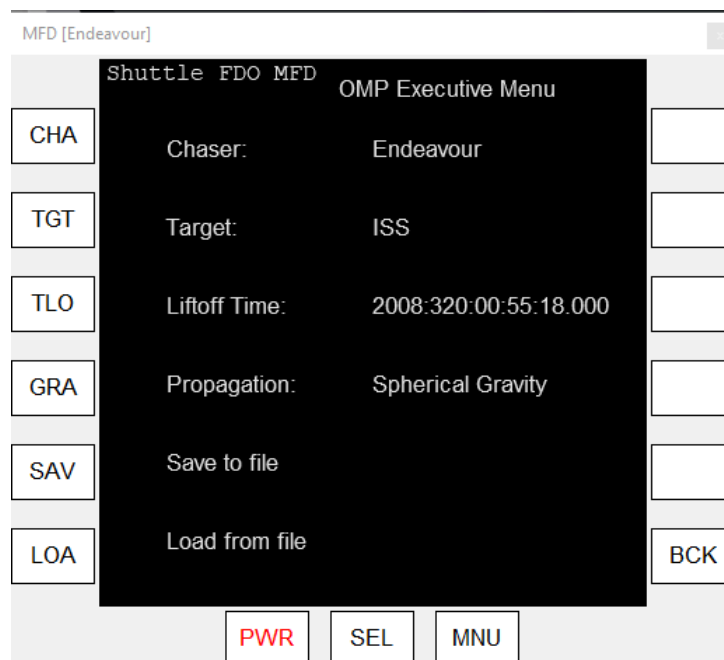 MFD [Endeavour]
Shuttle FDO MFD
OMP Executive Menu
CHA
Chaser: Endeavour
TGT
Target: ISS
TLO
Liftoff Time: 2008:320:00:55:18.000
GRA
Propagation: Spherical Gravity
SAV
Save to file
LOA
Load from file
BCK
PWR SEL MNU